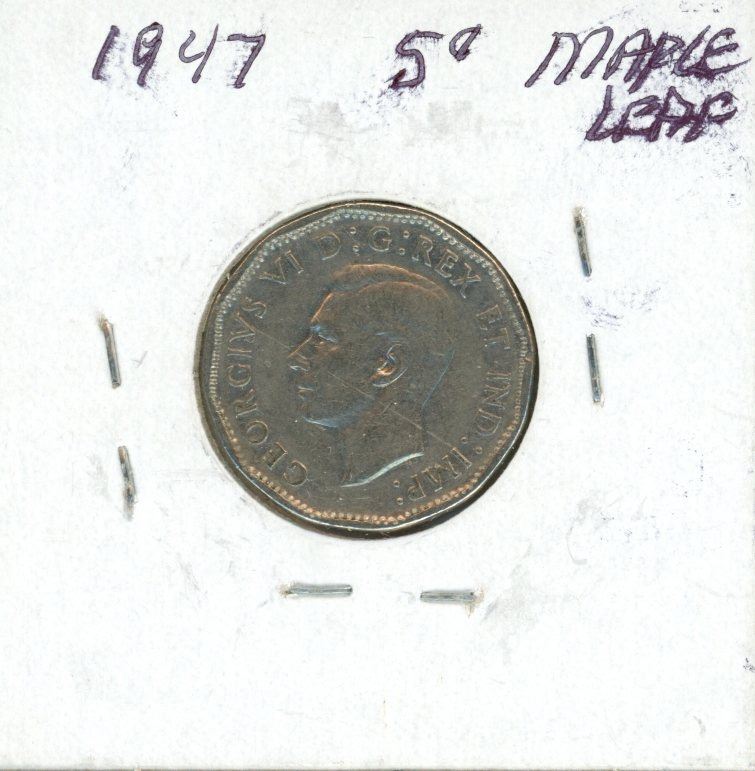 1947 5¢ MAPLE
LEAF
GEORGIVS VI D:G:REX ET IND:IMP: